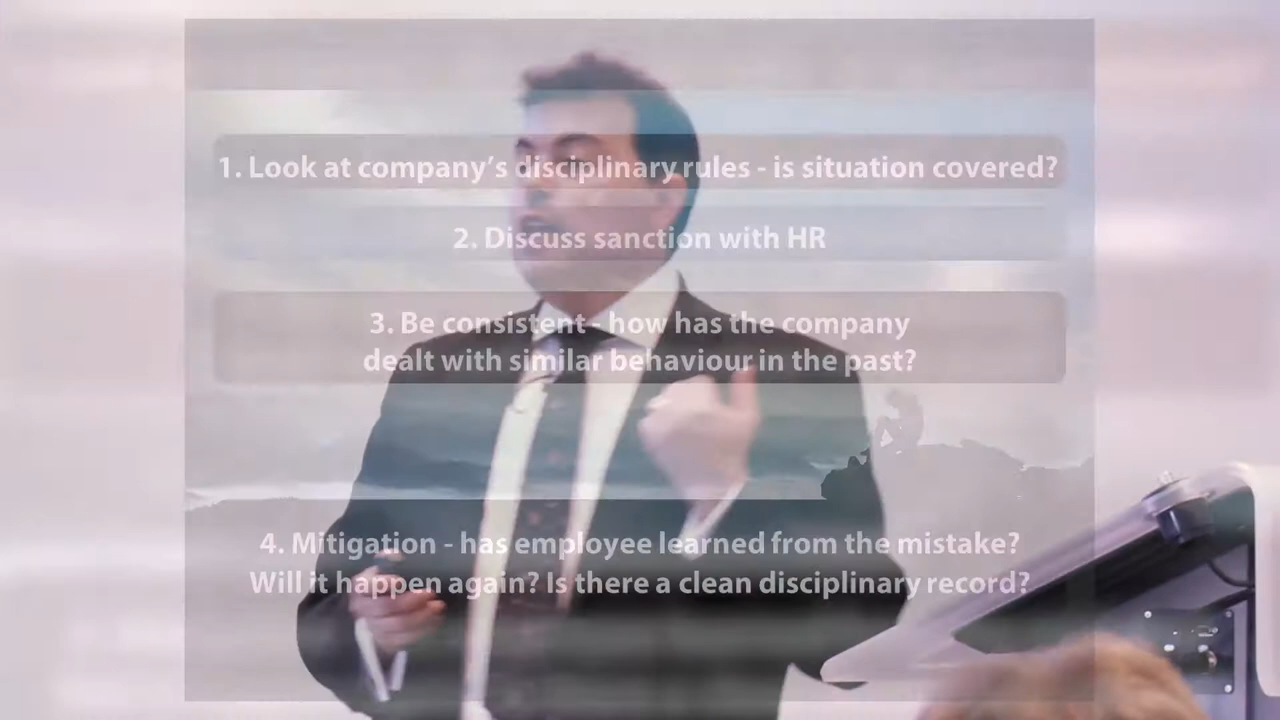 1. Look at company’s disciplinary rules - is situation covered?
2. Discuss sanction with HR
3. Be consistent - how has the company
dealt with similar behaviour in the past?
4. Mitigation - has employee learned from the mistake?
Will it happen again? Is there a clean disciplinary record?